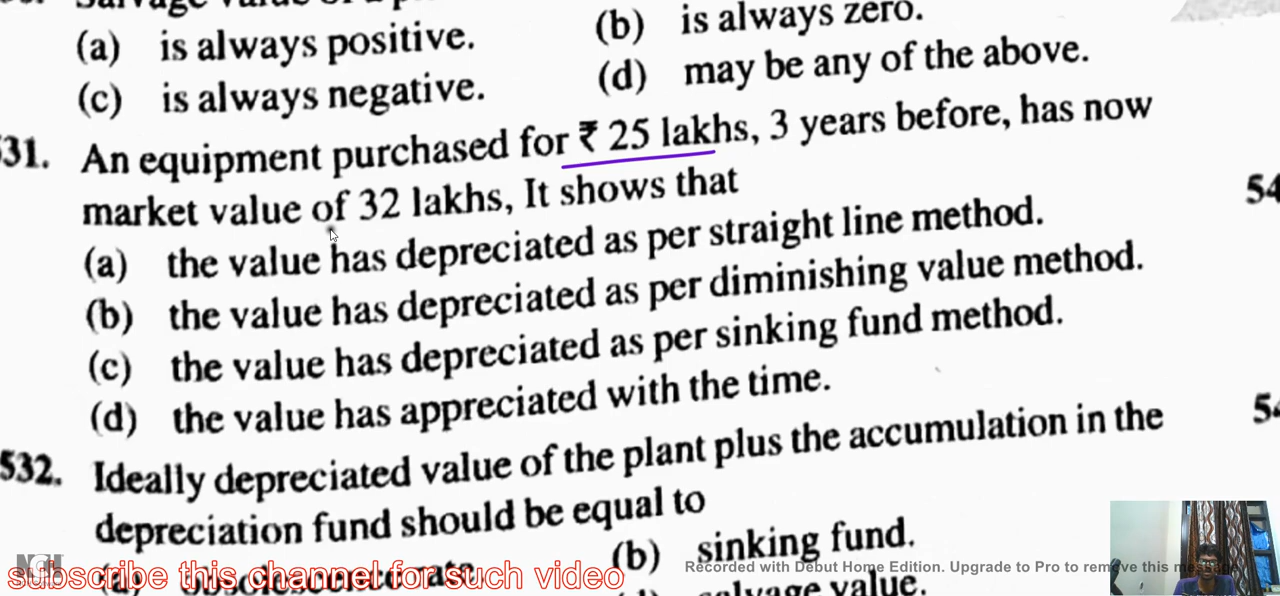 (a) is always positive.
(b) is always zero.
(c) is always negative.
(d) may be any of the above.
531. An equipment purchased for ₹ 25 lakhs, 3 years before, has now
market value of 32 lakhs, It shows that
(a) the value has depreciated as per straight line method.
(b) the value has depreciated as per diminishing value method.
(c) the value has depreciated as per sinking fund method.
(d) the value has appreciated with the time.
532. Ideally depreciated value of the plant plus the accumulation in the
depreciation fund should be equal to
(b) sinking fund.
salvage value.
subscribe this channel for such video
Recorded with Debut Home Edition. Upgrade to Pro to remove this message